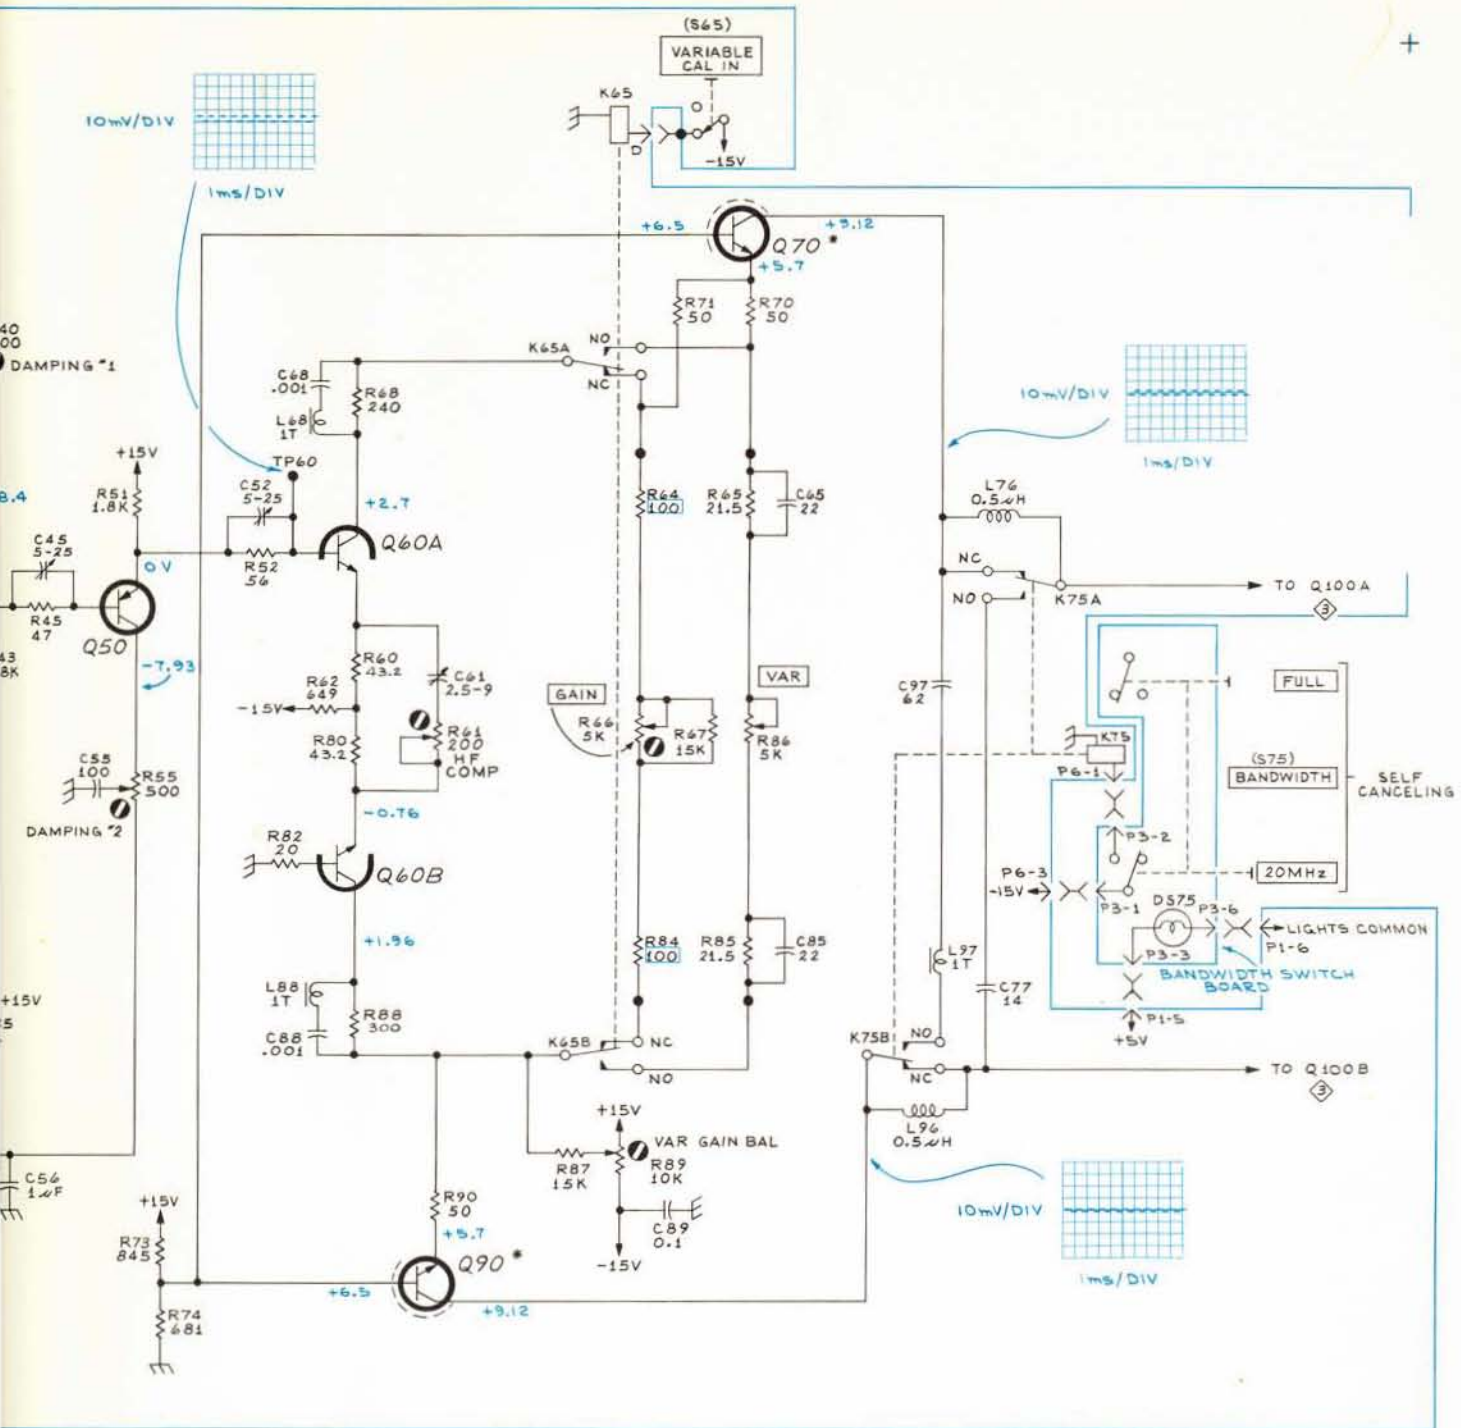 (S65)
VARIABLE
CAL IN
+
K65
D
-15V
10mV/DIV
1ms/DIV
+6.5
+9.12
Q70 *
+5.7
R71
50
R70
50
40
00
DAMPING #1
K65A
NO
NC
C68
.001
R68
240
L68
1T
10mV/DIV
1ms/DIV
+15V
TP60
8.4
R51
1.8K
C52
5-25
+2.7
R64
100
R65
21.5
C65
22
L76
0.5µH
C45
5-25
0V
R52
56
Q60A
NC
NO
K75A
TO Q100A
3
R45
47
Q50
43
8K
-7.93
R60
43.2
C61
2.5-9
R62
649
-15V
GAIN
VAR
C97
62
FULL
R66
5K
R67
15K
R86
5K
R80
43.2
R61
200
HF
COMP
K75
(S75)
BANDWIDTH
SELF
CANCELING
P6-1
C55
100
R55
500
DAMPING #2
-0.76
P3-2
R82
20
Q60B
P6-3
-15V
20MHz
P3-1
DS75
P3-6
LIGHTS COMMON
P1-6
P3-3
BANDWIDTH SWITCH
BOARD
+1.96
R84
100
R85
21.5
C85
22
L97
1T
L88
1T
C77
14
P1-5
+5V
+15V
5
R88
300
C88
.001
K65B
NC
NO
K75B
NO
NC
TO Q100B
3
L96
0.5µH
+15V
VAR GAIN BAL
R87
15K
R89
10K
C56
1µF
+15V
R90
50
C89
0.1
10mV/DIV
1ms/DIV
R73
845
+5.7
Q90 *
-15V
+6.5
+9.12
R74
681